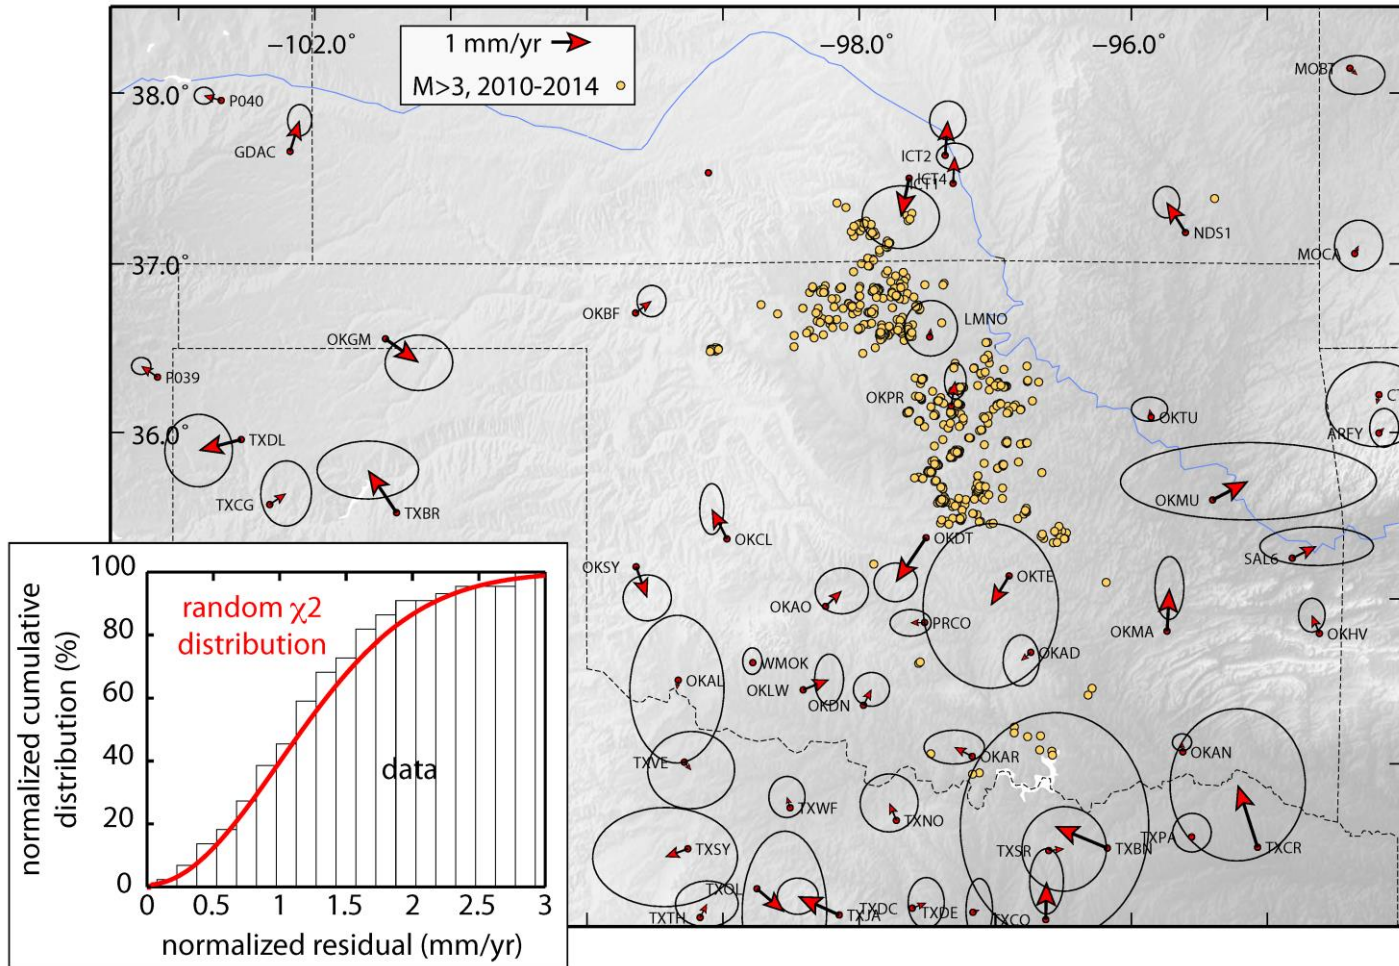 −102.0°
−98.0°
−96.0°
1 mm/yr
M>3, 2010-2014
38.0°
37.0°
36.0°
P040
GDAC
MOBT
ICT2
ICT4
ICT1
NDS1
MOCA
OKBF
LMNO
OKGM
P039
OKPR
OKTU
ARFY
TXDL
TXCG
TXBR
OKMU
OKCL
OKDT
SAL6
OKSY
OKTE
OKAO
PRCO
OKMA
OKHV
OKAD
WMOK
OKAL
OKLW
OKDN
TXVE
OKAR
OKAN
TXWF
TXNO
TXSY
TXSR
TXBN
TXPA
TXCR
TXOL
TXTH
TXJA
TXDC
TXDE
TXCO
100
80
60
40
20
0
random χ2
distribution
data
normalized cumulative
distribution (%)
0 0.5 1 1.5 2 2.5 3
normalized residual (mm/yr)